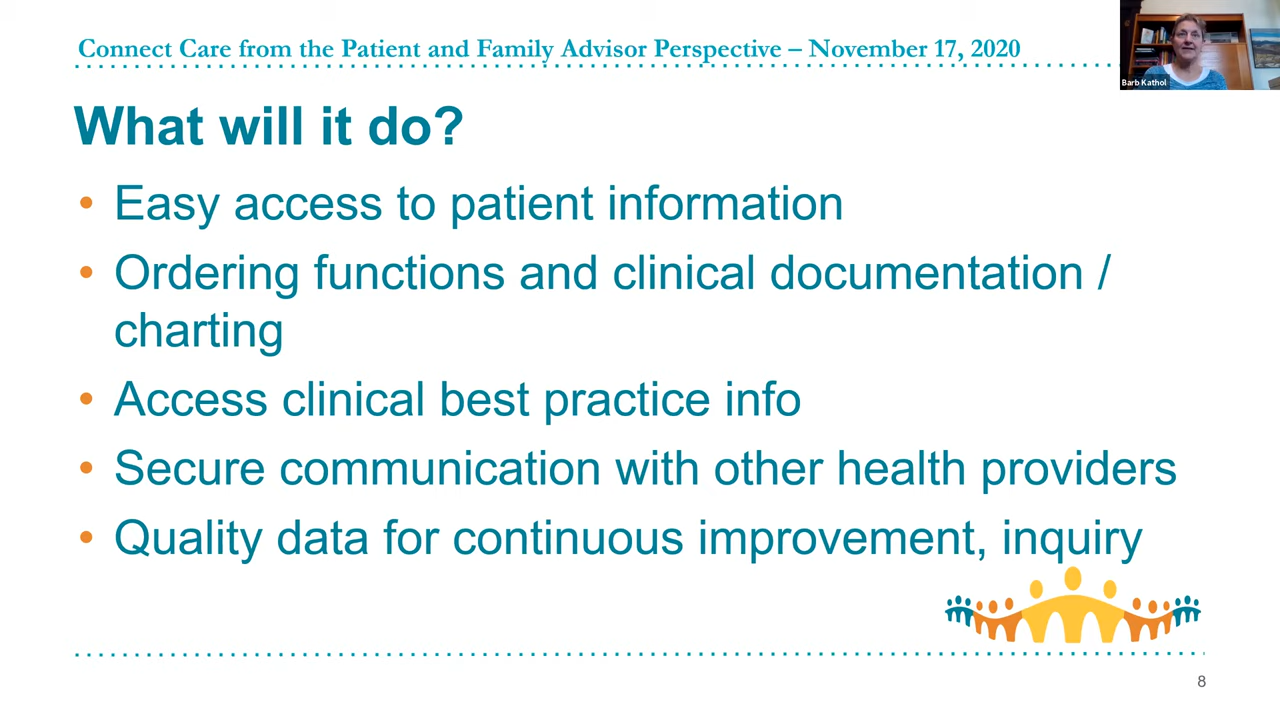 Connect Care from the Patient and Family Advisor Perspective – November 17, 2020
Barb Kathol
What will it do?
• Easy access to patient information
• Ordering functions and clinical documentation /
charting
• Access clinical best practice info
• Secure communication with other health providers
• Quality data for continuous improvement, inquiry
8